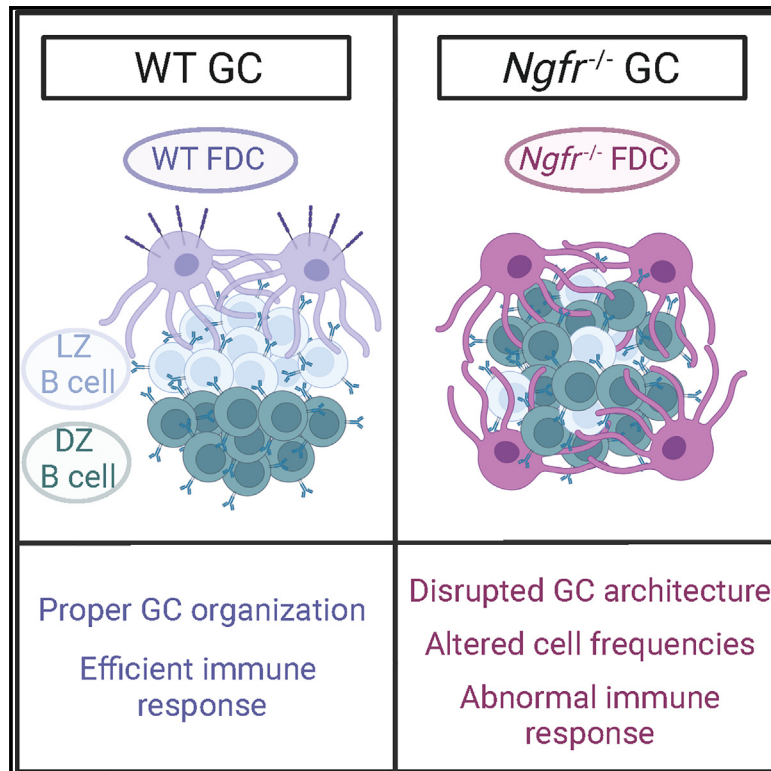 WT GC
WT FDC
LZ
B cell
DZ
B cell
Proper GC organization
Efficient immune
response
Ngfr-/- GC
Ngfr-/- FDC
Disrupted GC architecture
Altered cell frequencies
Abnormal immune
response